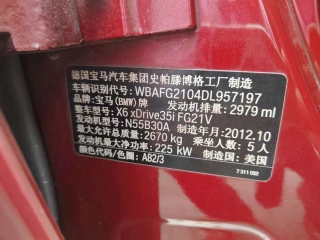 德国宝马汽车集团史帕滕博格工厂制造
车辆识别代号：WBAFG2104DL957197
品牌：宝马(BMW)牌 发动机排量：2979 ml
整车型号：X6 xDrive35i FG21V
发动机型号：N55B30A 制造年月：2012.10
最大允许总质量：2670 kg 乘坐人数：5 人
发动机最大净功率：225 kW 制造国：美国
颜色代码/色图：A82/3
7 311 002